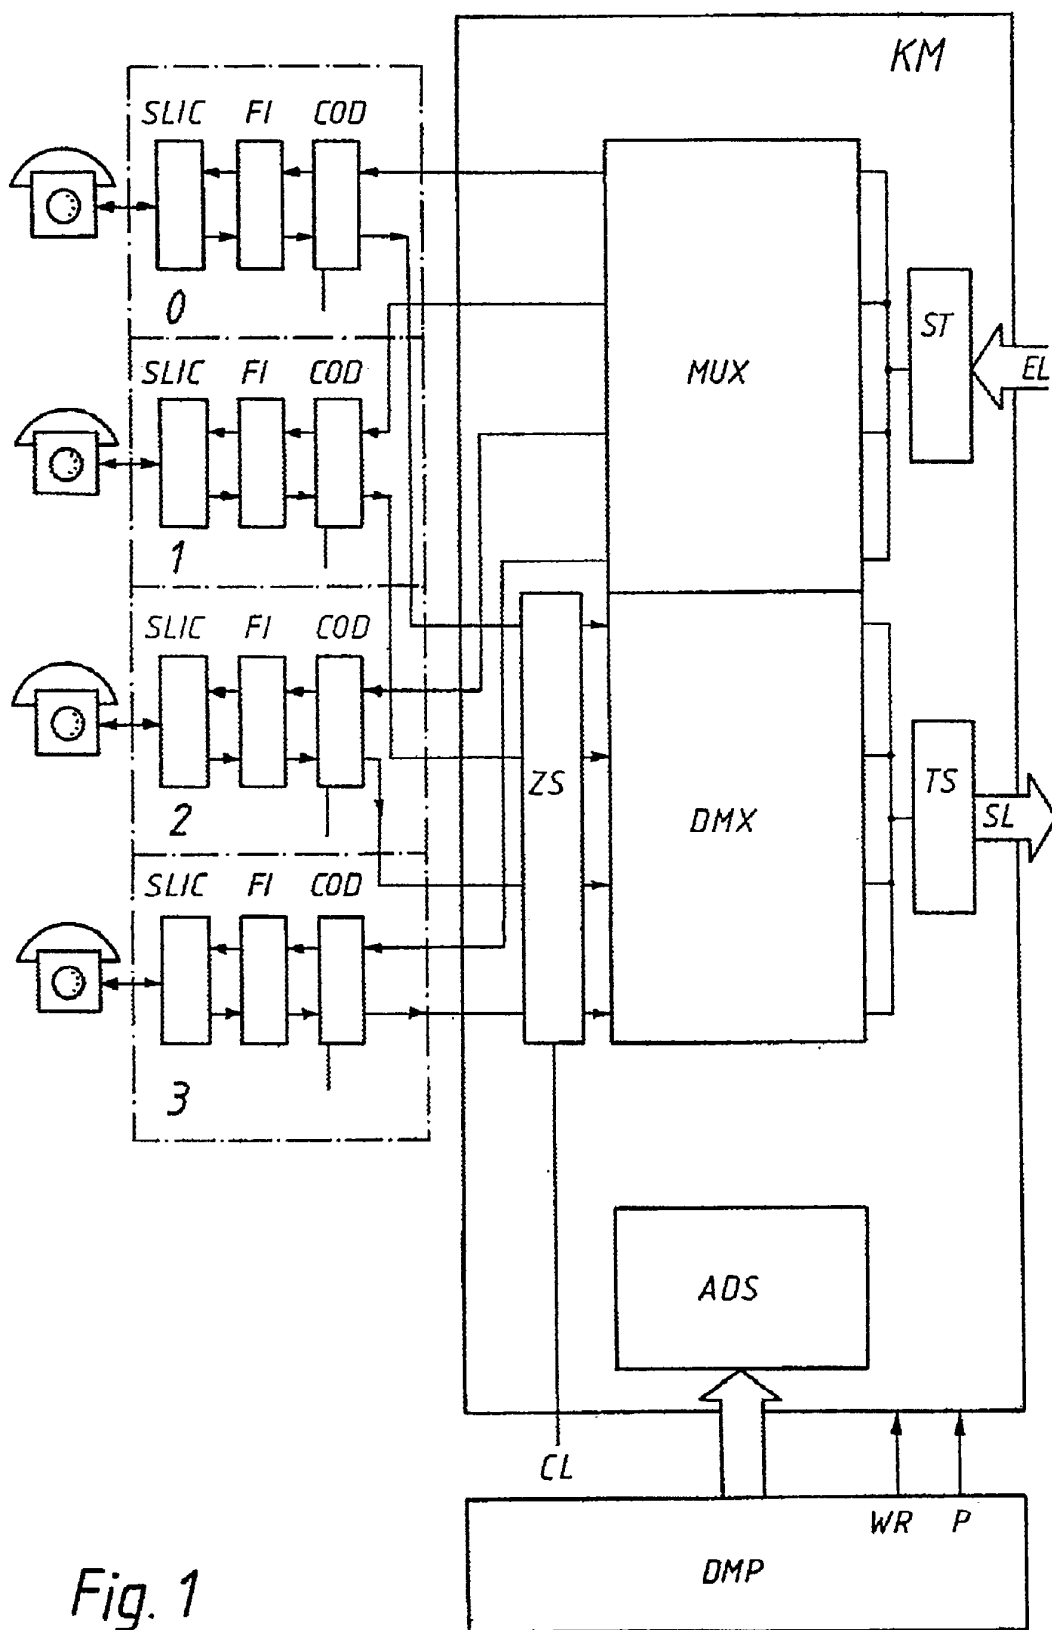 KM
SLIC FI COD
0
ST
EL
SLIC FI COD
MUX
1
SLIC FI COD
ZS
TS
SL
DMX
2
SLIC FI COD
3
ADS
CL
WR P
DMP
Fig. 1